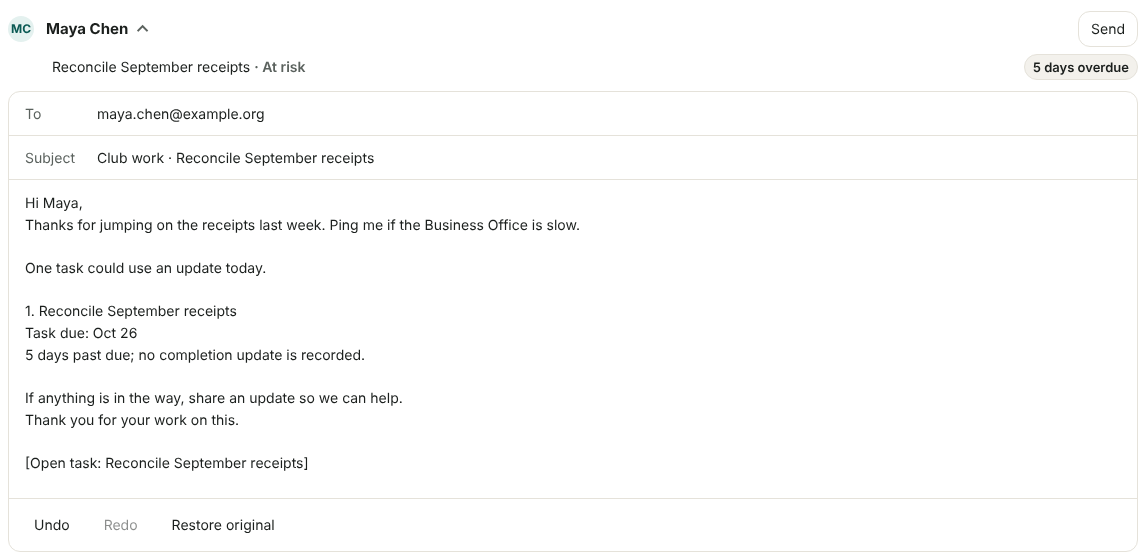 MC Maya Chen
Send
Reconcile September receipts · At risk
5 days overdue
To maya.chen@example.org
Subject Club work · Reconcile September receipts
Hi Maya,
Thanks for jumping on the receipts last week. Ping me if the Business Office is slow.
One task could use an update today.
1. Reconcile September receipts
Task due: Oct 26
5 days past due; no completion update is recorded.
If anything is in the way, share an update so we can help.
Thank you for your work on this.
[Open task: Reconcile September receipts]
Undo Redo Restore original